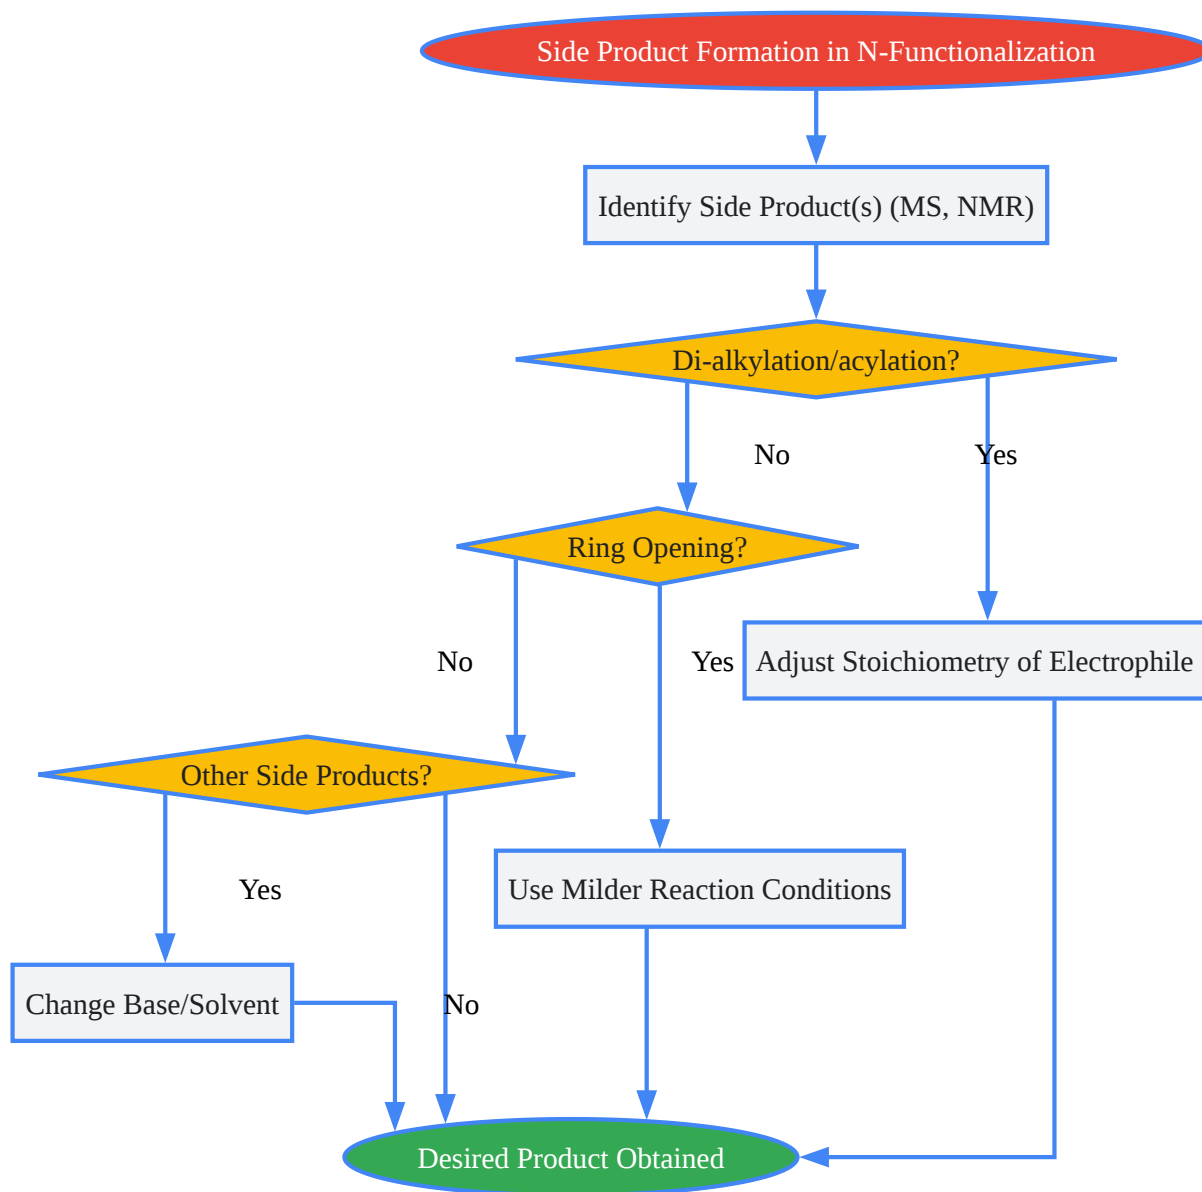 Side Product Formation in N-Functionalization
Identify Side Product(s) (MS, NMR)
Di-alkylation/acylation?
No
Yes
Ring Opening?
No
Yes
Adjust Stoichiometry of Electrophile
Other Side Products?
Yes
Use Milder Reaction Conditions
Change Base/Solvent
No
Desired Product Obtained